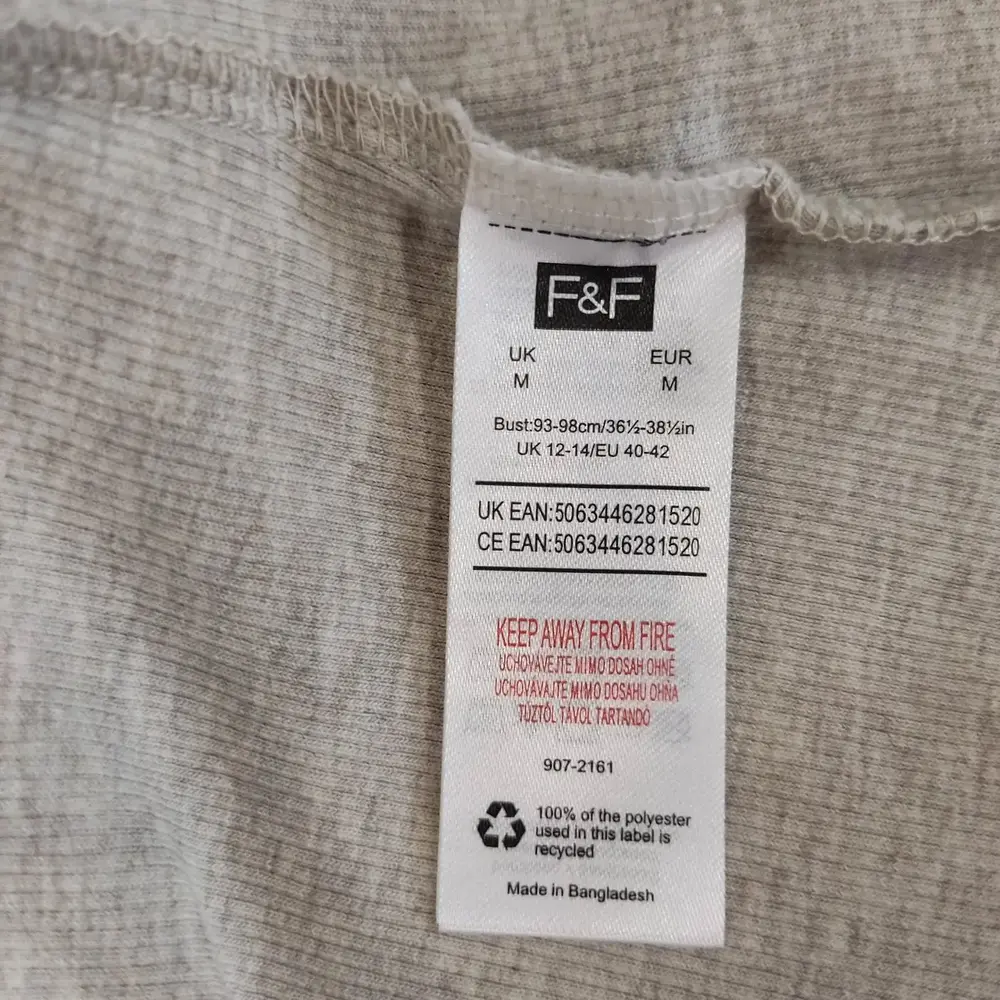 F&F
UK EUR
M M
Bust:93-98cm/36½-38½in
UK 12-14/EU 40-42
UK EAN:5063446281520
CE EAN:5063446281520
KEEP AWAY FROM FIRE
UCHOVÁVEJTE MIMO DOSAH OHNĚ
UCHOVÁVAJTE MIMO DOSAHU OHŇA
TŰZTŐL TÁVOL TARTANDÓ
907-2161
100% of the polyester
used in this label is
recycled
Made in Bangladesh